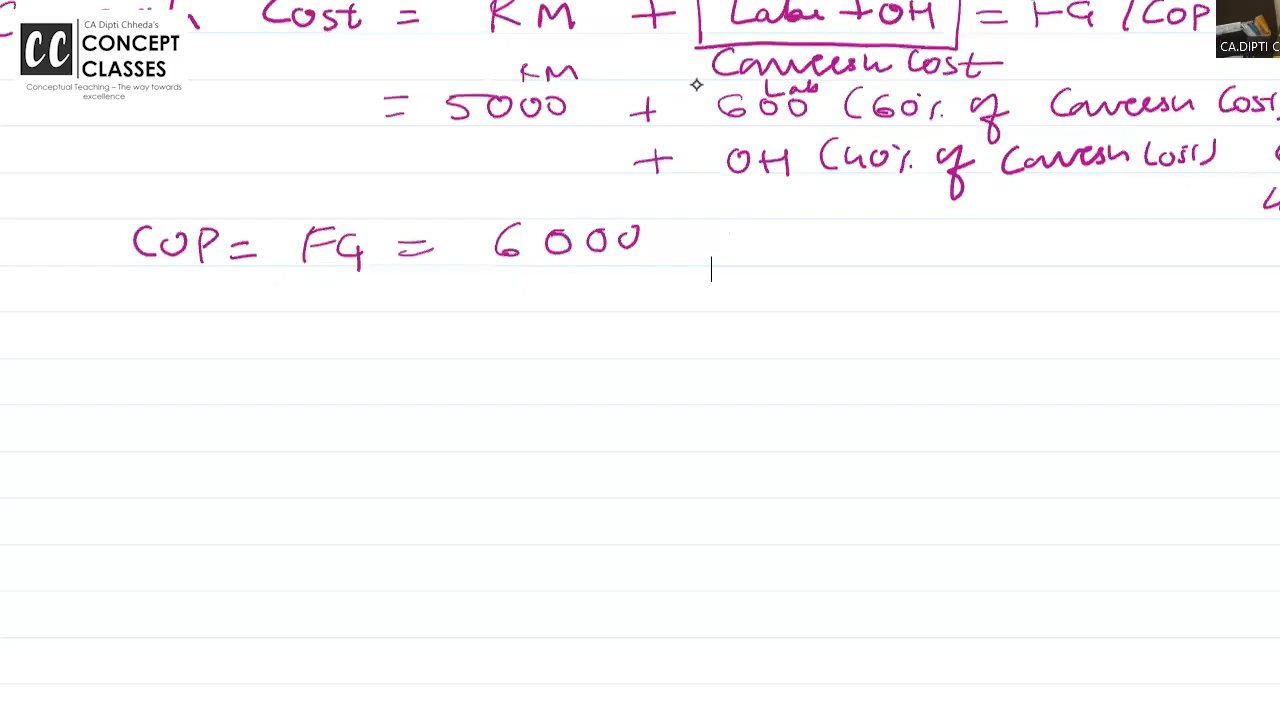 Cost = RM + Labour + OH = FG / COP
CC
CA Dipti Chheda's
CONCEPT
CLASSES
Conceptual Teaching – The way towards
excellence
CA.DIPTI C
Conversn Cost
RM
Lab
= 5000 + 600 (60% of Conversn Cost)
+ OH (40% of Conversn Cost)
COP = FG = 6000